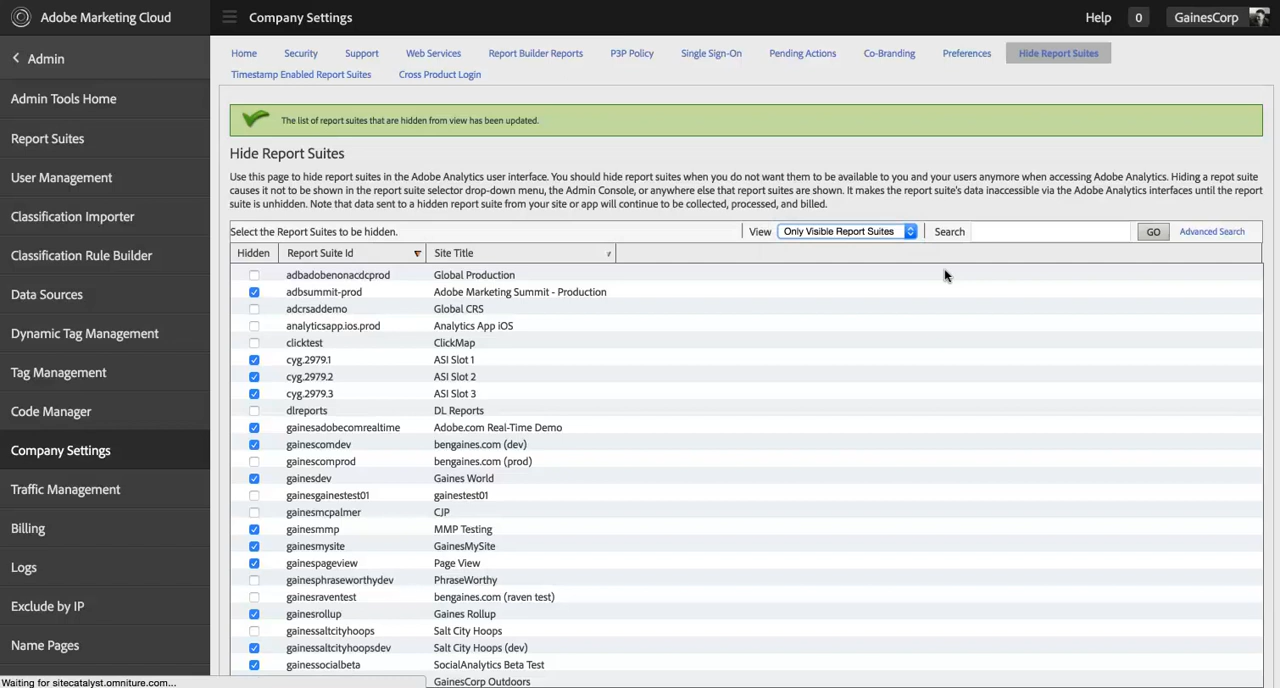 Adobe Marketing Cloud
Company Settings
Help 0 GainesCorp
Admin
Admin Tools Home
Report Suites
User Management
Classification Importer
Classification Rule Builder
Data Sources
Dynamic Tag Management
Tag Management
Code Manager
Company Settings
Traffic Management
Billing
Logs
Exclude by IP
Name Pages
Waiting for sitecatalyst.omniture.com...
Home Security Support Web Services Report Builder Reports P3P Policy Single Sign-On Pending Actions Co-Branding Preferences Hide Report Suites
Timestamp Enabled Report Suites Cross Product Login
The list of report suites that are hidden from view has been updated.
Hide Report Suites
Use this page to hide report suites in the Adobe Analytics user interface. You should hide report suites when you do not want them to be available to you and your users anymore when accessing Adobe Analytics. Hiding a repot suite
causes it not to be shown in the report suite selector drop-down menu, the Admin Console, or anywhere else that report suites are shown. It makes the report suite's data inaccessible via the Adobe Analytics interfaces until the report
suite is unhidden. Note that data sent to a hidden report suite from your site or app will continue to be collected, processed, and billed.
Select the Report Suites to be hidden. View Only Visible Report Suites Search GO Advanced Search
Hidden Report Suite Id Site Title
adbadobenonacdcprod Global Production
adbsummit-prod Adobe Marketing Summit - Production
adcrsaddemo Global CRS
analyticsapp.ios.prod Analytics App iOS
clicktest ClickMap
cyg.2979.1 ASI Slot 1
cyg.2979.2 ASI Slot 2
cyg.2979.3 ASI Slot 3
dlreports DL Reports
gainesadobecomrealtime Adobe.com Real-Time Demo
gainescomdev bengaines.com (dev)
gainescomprod bengaines.com (prod)
gainesdev Gaines World
gainesgainestest01 gainestest01
gainesmcpalmer CJP
gainesmmp MMP Testing
gainesmysite GainesMySite
gainespageview Page View
gainesphraseworthydev PhraseWorthy
gainesraventest bengaines.com (raven test)
gainesrollup Gaines Rollup
gainessaltcityhoops Salt City Hoops
gainessaltcityhoopsdev Salt City Hoops (dev)
gainessocialbeta SocialAnalytics Beta Test
GainesCorp Outdoors